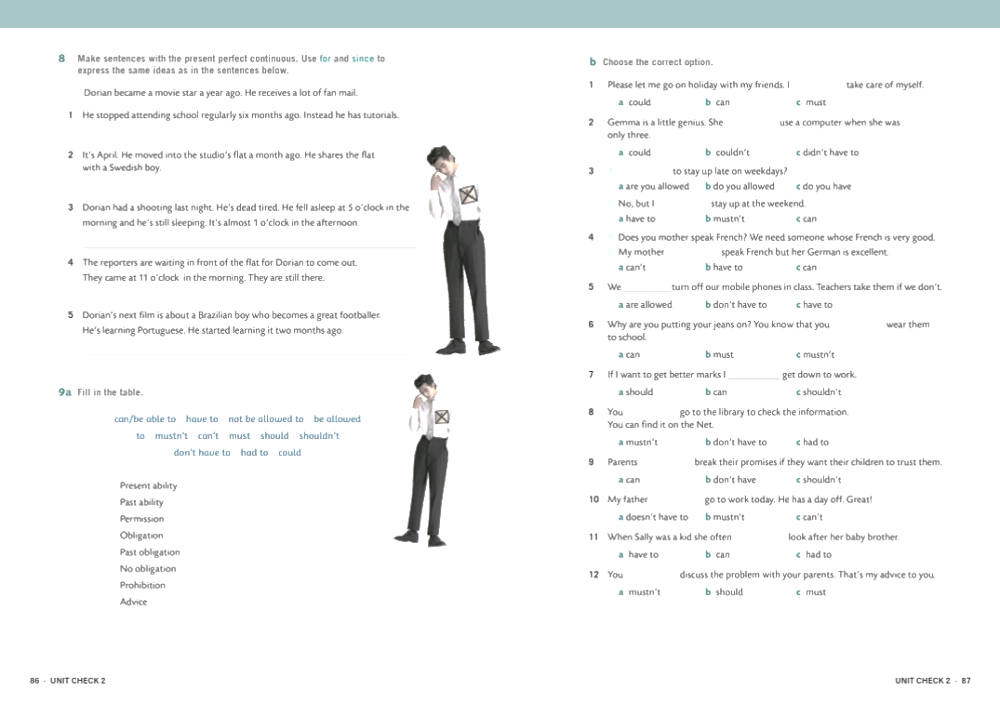 8 Make sentences with the present perfect continuous. Use for and since to
express the same ideas as in the sentences below.
Dorian became a movie star a year ago. He receives a lot of fan mail.
1 He stopped attending school regularly six months ago. Instead he has tutorials.
2 It's April. He moved into the studio's flat a month ago. He shares the flat
with a Swedish boy.
3 Dorian had a shooting last night. He's dead tired. He fell asleep at 5 o'clock in the
morning and he's still sleeping. It's almost 1 o'clock in the afternoon.
4 The reporters are waiting in front of the flat for Dorian to come out.
They came at 11 o'clock in the morning. They are still there.
5 Dorian's next film is about a Brazilian boy who becomes a great footballer.
He's learning Portuguese. He started learning it two months ago.
9a Fill in the table.
can/be able to have to not be allowed to be allowed
to mustn't can't must should shouldn't
don't have to had to could
Present ability
Past ability
Permission
Obligation
Past obligation
No obligation
Prohibition
Advice
86 · UNIT CHECK 2
b Choose the correct option.
1 Please let me go on holiday with my friends. I take care of myself.
a could b can c must
2 Gemma is a little genius. She use a computer when she was
only three.
a could b couldn't c didn't have to
3 to stay up late on weekdays?
a are you allowed b do you allowed c do you have
No, but I stay up at the weekend.
a have to b mustn't c can
4 Does you mother speak French? We need someone whose French is very good.
My mother speak French but her German is excellent.
a can't b have to c can
5 We ________ turn off our mobile phones in class. Teachers take them if we don't.
a are allowed b don't have to c have to
6 Why are you putting your jeans on? You know that you wear them
to school.
a can b must c mustn't
7 If I want to get better marks I ________ get down to work.
a should b can c shouldn't
8 You go to the library to check the information.
You can find it on the Net.
a mustn't b don't have to c had to
9 Parents break their promises if they want their children to trust them.
a can b don't have c shouldn't
10 My father go to work today. He has a day off. Great!
a doesn't have to b mustn't c can't
11 When Sally was a kid she often look after her baby brother.
a have to b can c had to
12 You discuss the problem with your parents. That's my advice to you.
a mustn't b should c must
UNIT CHECK 2 · 87